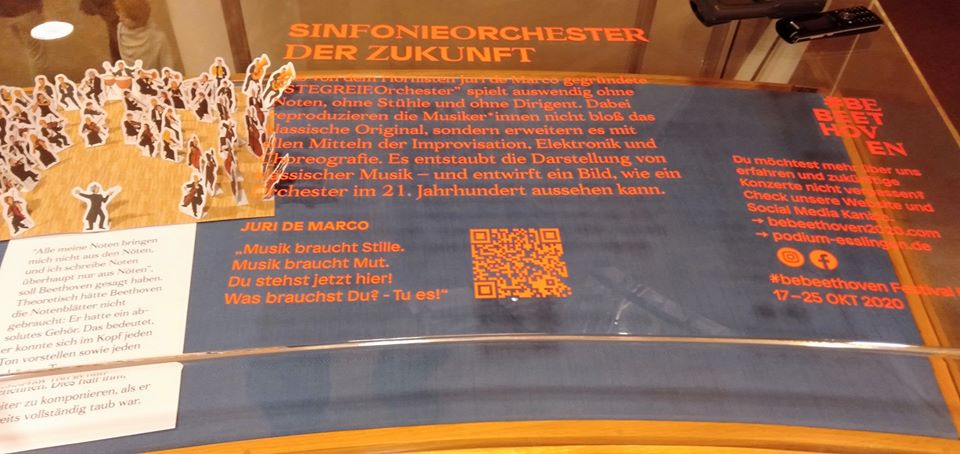 SINFONIEORCHESTER
DER ZUKUNFT
von dem Hornisten Juri de Marco gegründete
STEGREIFOrchester" spielt auswendig ohne
Noten, ohne Stühle und ohne Dirigent. Dabei
reproduzieren die Musiker*innen nicht bloß das
klassische Original, sondern erweitern es mit
allen Mitteln der Improvisation, Elektronik und
Choreografie. Es entstaubt die Darstellung von
klassischer Musik – und entwirft ein Bild, wie ein
Orchester im 21. Jahrhundert aussehen kann.
JURI DE MARCO
„Musik braucht Stille.
Musik braucht Mut.
Du stehst jetzt hier!
Was brauchst Du? - Tu es!"
#BE
BEET
HOV
EN
Du möchtest mehr über uns
erfahren und zukünftige
Konzerte nicht verpassen?
Check unsere Website und
Social Media Kanäle
→ bebeethoven2020.com
→ podium-esslingen.de
#bebeethoven Festival
17–25 OKT 2020
"Alle meine Noten bringen
mich nicht aus den Nöten,
und ich schreibe Noten
überhaupt nur aus Nöten",
soll Beethoven gesagt haben.
Theoretisch hätte Beethoven
die Notenblätter nicht
gebraucht: Er hatte ein ab-
solutes Gehör. Das bedeutet,
er konnte sich im Kopf jeden
Ton vorstellen sowie jeden
Dies half ihm,
weiter zu komponieren, als er
bereits vollständig taub war.